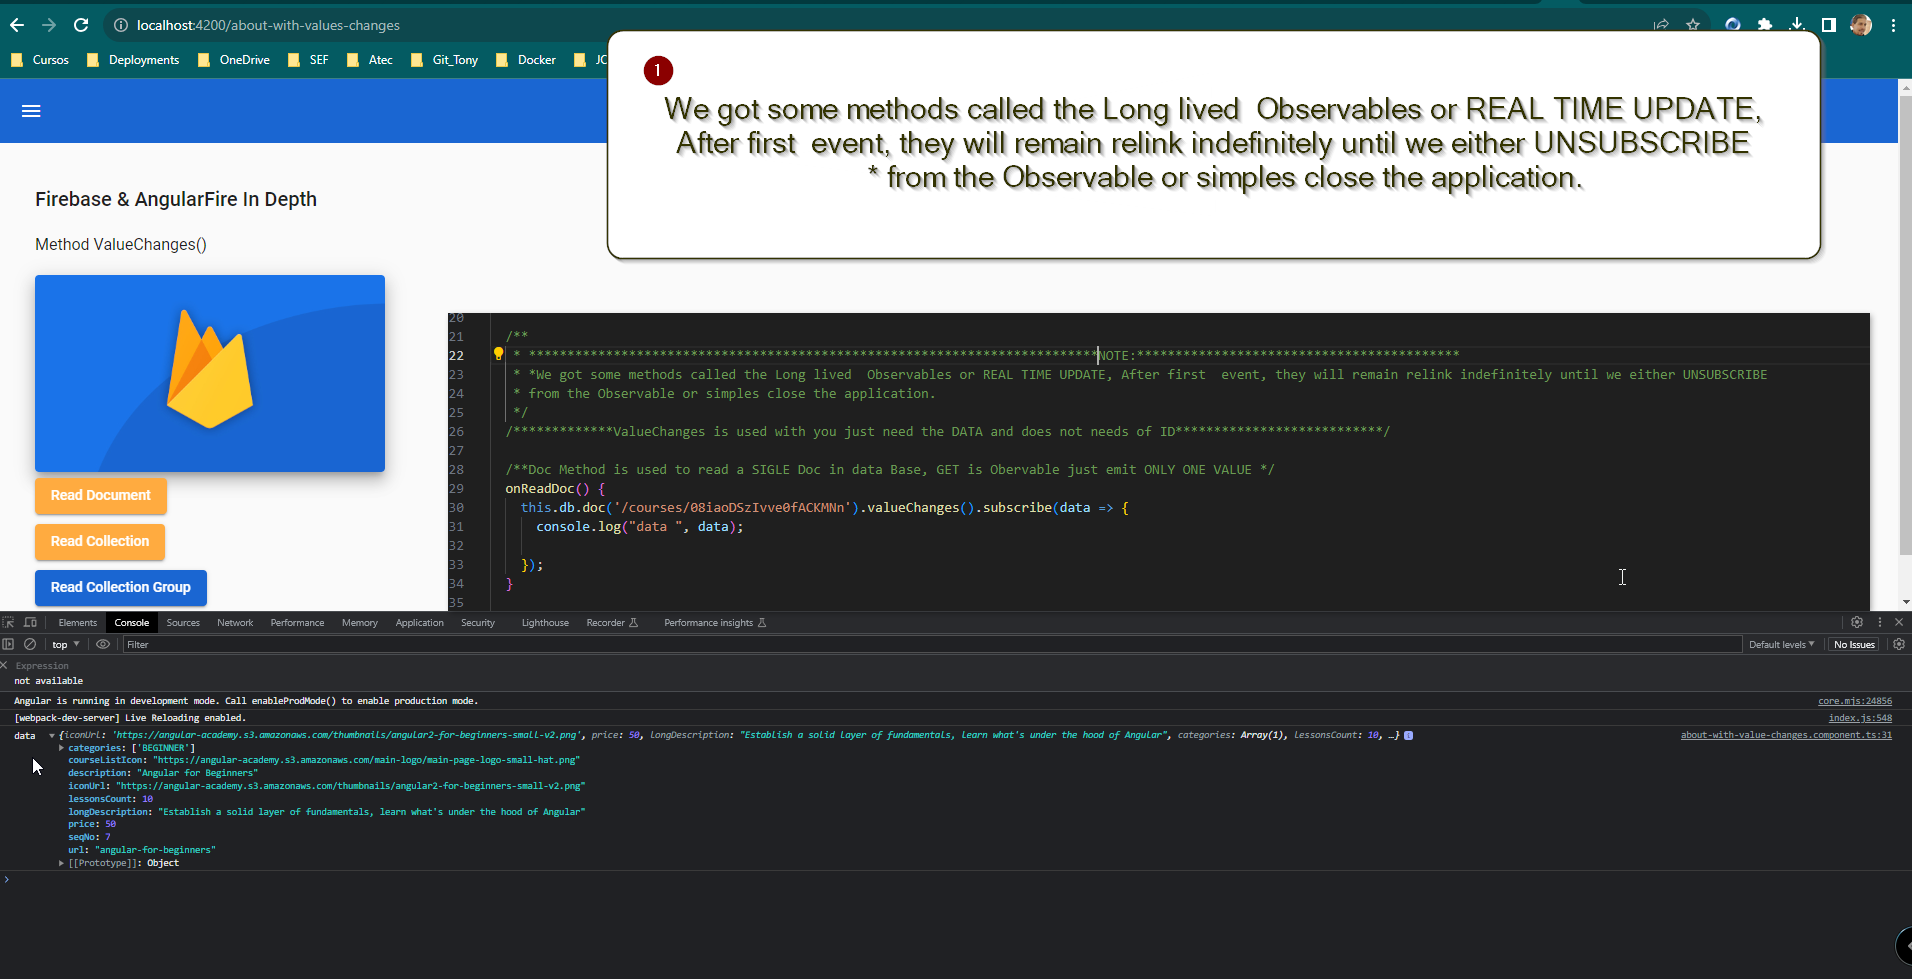 localhost:4200/about-with-values-changes
Cursos Deployments OneDrive SEF Atec Git_Tony Docker JC
1
We got some methods called the Long lived  Observables or REAL TIME UPDATE,
After first  event, they will remain relink indefinitely until we either UNSUBSCRIBE
* from the Observable or simples close the application.
Firebase & AngularFire In Depth
Method ValueChanges()
Read Document
Read Collection
Read Collection Group
20
21 /**
22 * **************************************************************************NOTE:******************************************
23 * *We got some methods called the Long lived  Observables or REAL TIME UPDATE, After first  event, they will remain relink indefinitely until we either UNSUBSCRIBE
24 * from the Observable or simples close the application.
25 */
26 /*************ValueChanges is used with you just need the DATA and does not needs of ID***************************/
27
28 /**Doc Method is used to read a SIGLE Doc in data Base, GET is Obervable just emit ONLY ONE VALUE */
29 onReadDoc() {
30 this.db.doc('/courses/08iaoDSzIvve0fACKMNn').valueChanges().subscribe(data => {
31 console.log("data ", data);
32
33 });
34 }
35
Elements Console Sources Network Performance Memory Application Security Lighthouse Recorder Performance insights
top Filter Default levels No Issues
Expression
not available
Angular is running in development mode. Call enableProdMode() to enable production mode. core.mjs:24856
[webpack-dev-server] Live Reloading enabled. index.js:548
data {iconUrl: 'https://angular-academy.s3.amazonaws.com/thumbnails/angular2-for-beginners-small-v2.png', price: 50, longDescription: "Establish a solid layer of fundamentals, learn what's under the hood of Angular", categories: Array(1), lessonsCount: 10, …} i about-with-value-changes.component.ts:31
categories: ['BEGINNER']
courseListIcon: "https://angular-academy.s3.amazonaws.com/main-logo/main-page-logo-small-hat.png"
description: "Angular for Beginners"
iconUrl: "https://angular-academy.s3.amazonaws.com/thumbnails/angular2-for-beginners-small-v2.png"
lessonsCount: 10
longDescription: "Establish a solid layer of fundamentals, learn what's under the hood of Angular"
price: 50
seqNo: 7
url: "angular-for-beginners"
[[Prototype]]: Object